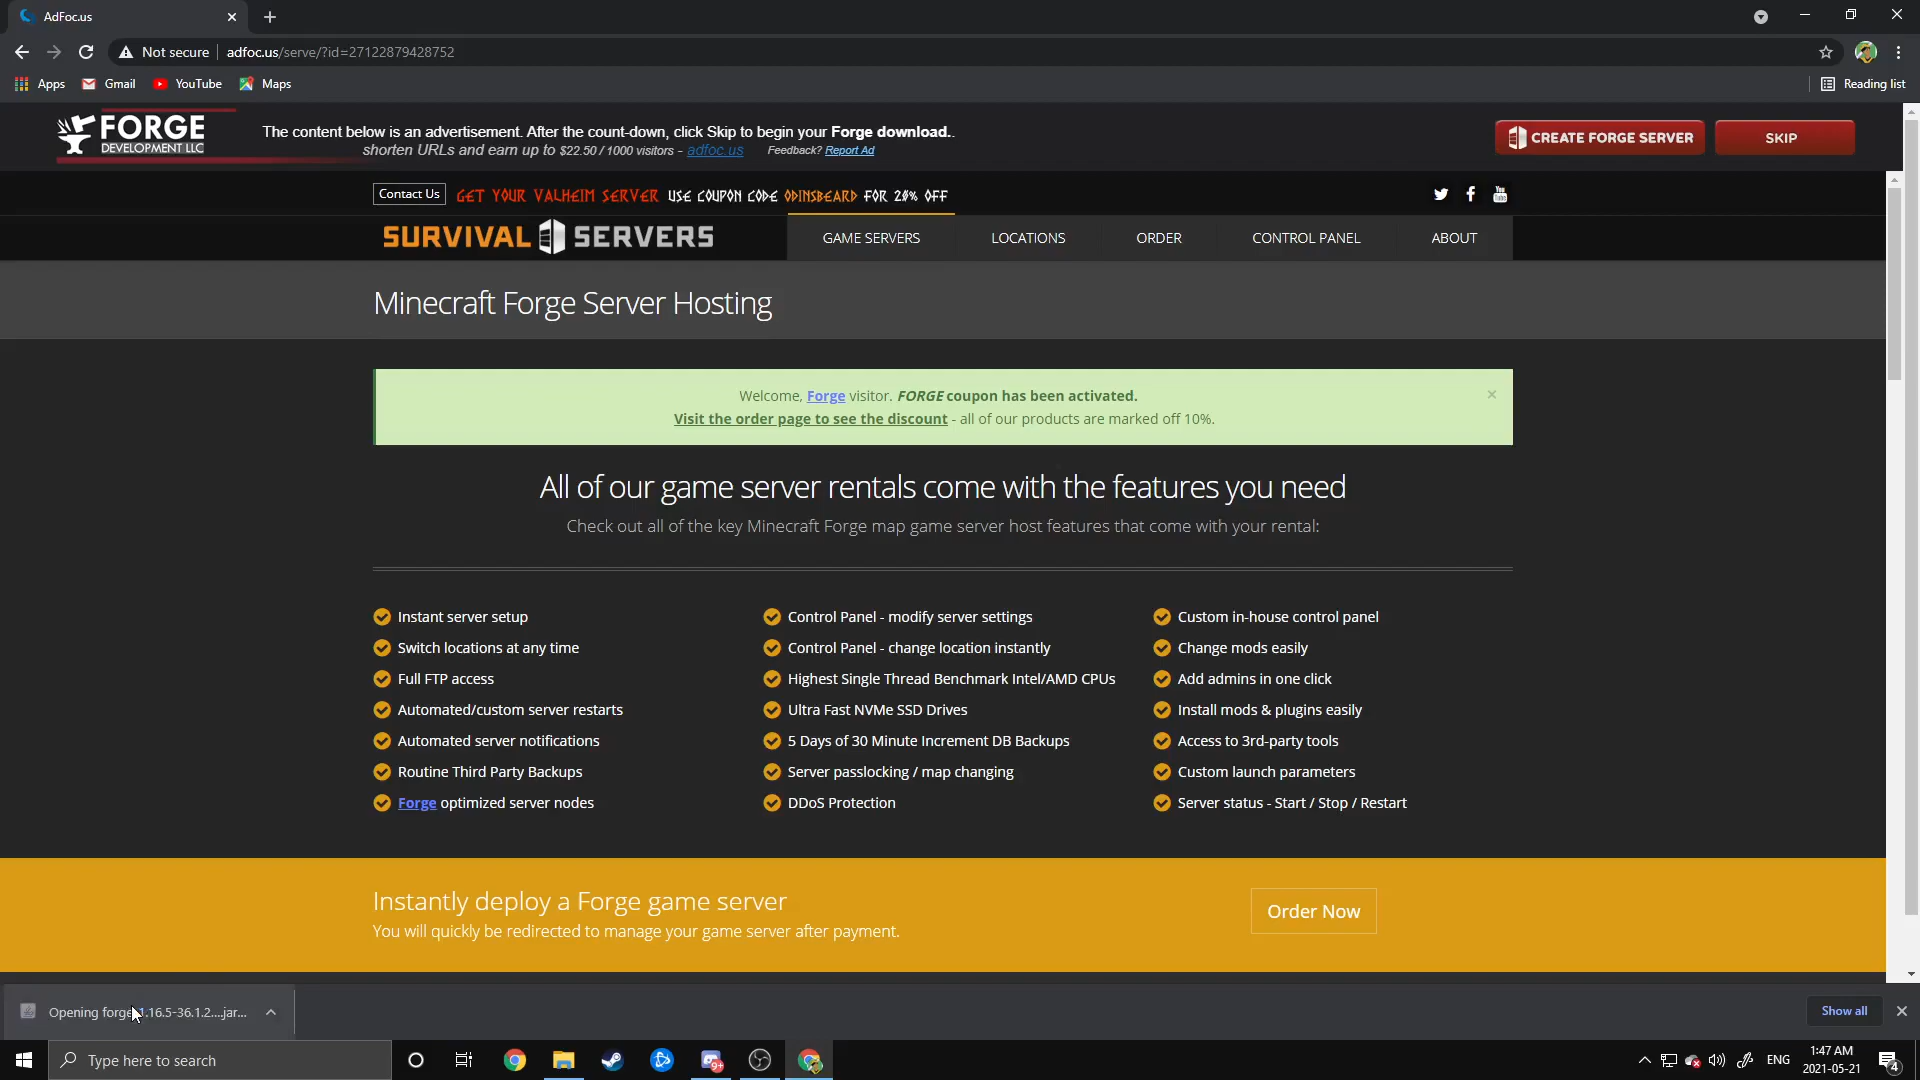 AdFoc.us
Not secure
adfoc.us/serve/?id=27122879428752
Apps
Gmail
YouTube
Maps
Reading list
FORGE
DEVELOPMENT LLC
The content below is an advertisement. After the count-down, click Skip to begin your Forge download..
shorten URLs and earn up to $22.50 / 1000 visitors - adfoc.us
Feedback? Report Ad
CREATE FORGE SERVER
SKIP
Contact Us
GET YOUR VALHEIM SERVER USE COUPON CODE ODINSBEARD FOR 20% OFF
SURVIVAL SERVERS
GAME SERVERS
LOCATIONS
ORDER
CONTROL PANEL
ABOUT
Minecraft Forge Server Hosting
Welcome, Forge visitor. FORGE coupon has been activated.
Visit the order page to see the discount - all of our products are marked off 10%.
×
All of our game server rentals come with the features you need
Check out all of the key Minecraft Forge map game server host features that come with your rental:
Instant server setup
Switch locations at any time
Full FTP access
Automated/custom server restarts
Automated server notifications
Routine Third Party Backups
Forge optimized server nodes
Control Panel - modify server settings
Control Panel - change location instantly
Highest Single Thread Benchmark Intel/AMD CPUs
Ultra Fast NVMe SSD Drives
5 Days of 30 Minute Increment DB Backups
Server passlocking / map changing
DDoS Protection
Custom in-house control panel
Change mods easily
Add admins in one click
Install mods & plugins easily
Access to 3rd-party tools
Custom launch parameters
Server status - Start / Stop / Restart
Instantly deploy a Forge game server
You will quickly be redirected to manage your game server after payment.
Order Now
Opening forge-1.16.5-36.1.2....jar...
Show all
Type here to search
9+
ENG
1:47 AM
2021-05-21
4